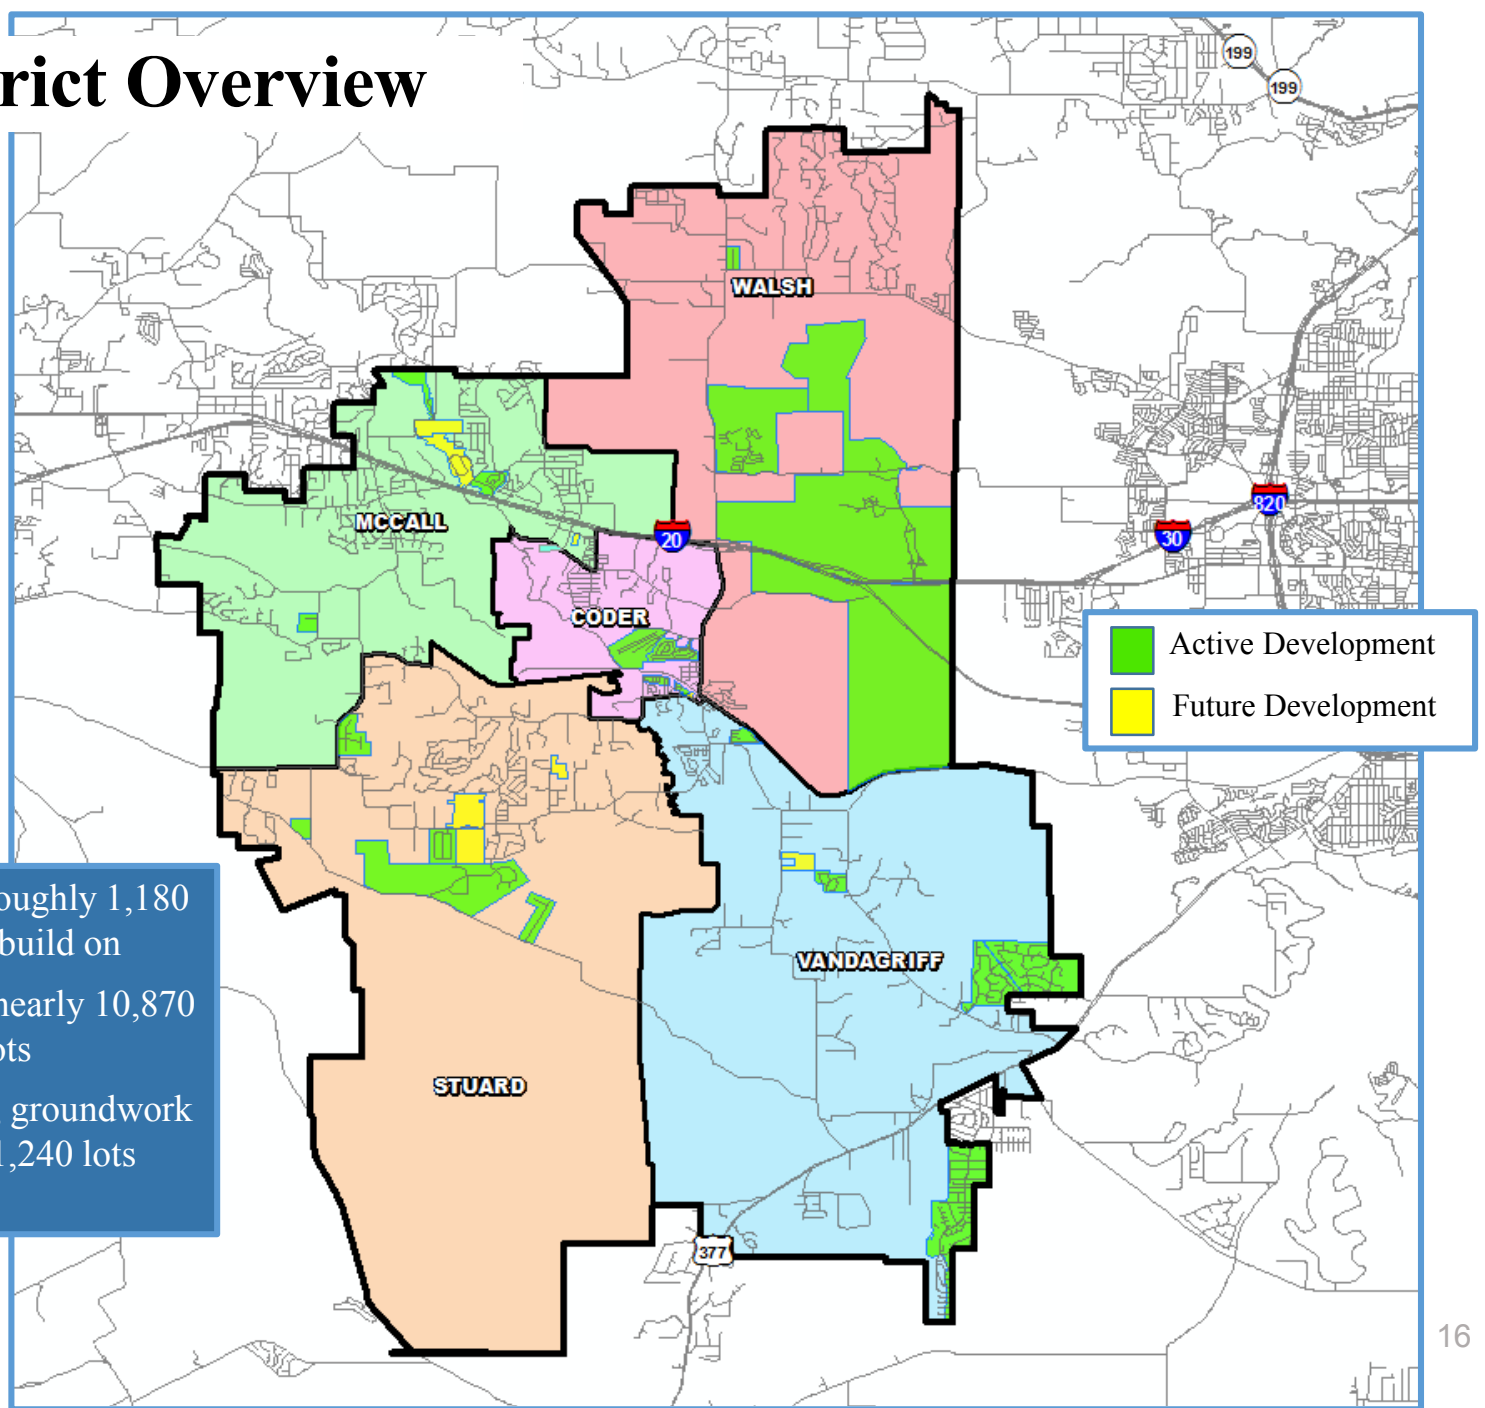 rict Overview
199
199
WALSH
MCCALL
20
820
30
CODER
Active Development
Future Development
oughly 1,180
build on
nearly 10,870
ots
groundwork
1,240 lots
VANDAGRIFF
STUARD
377
16